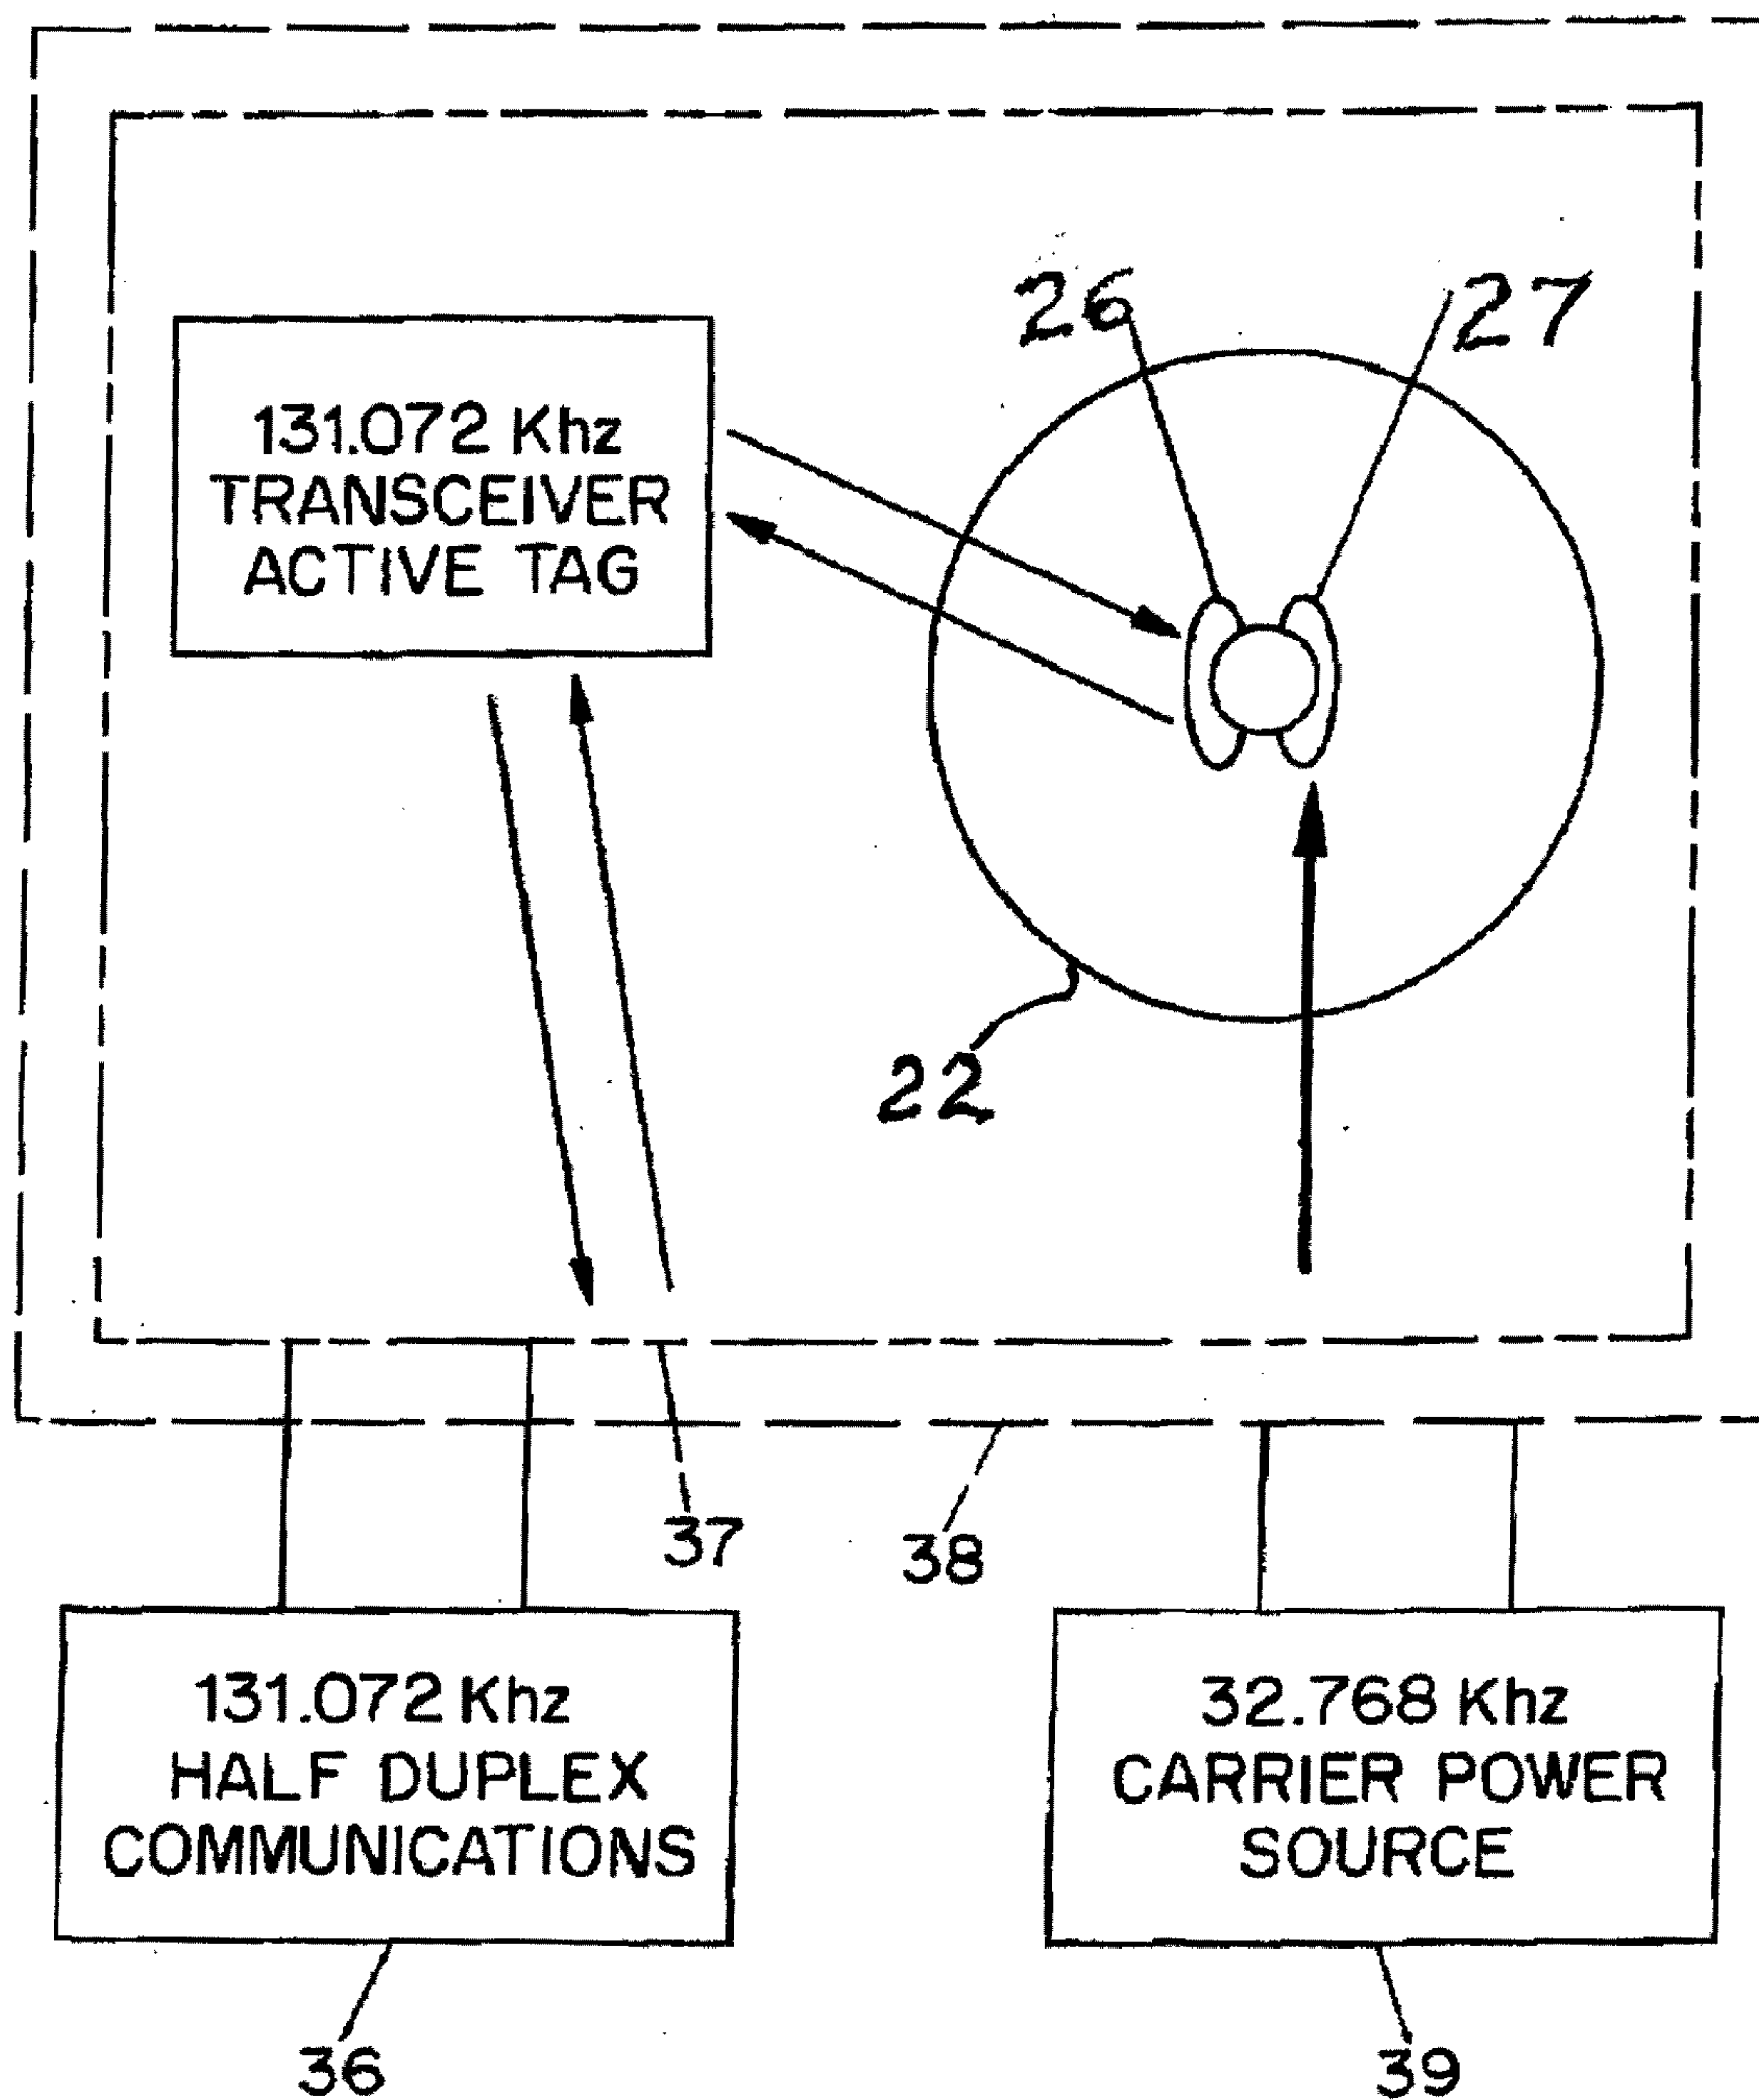 26
27
131.072 Khz
TRANSCEIVER
ACTIVE TAG
22
37
38
131.072 Khz
HALF DUPLEX
COMMUNICATIONS
32.768 Khz
CARRIER POWER
SOURCE
36
39